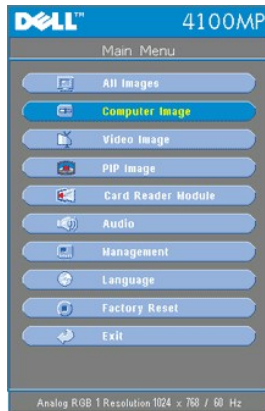 DELL™ 4100MP
Main Menu
All Images
Computer Image
Video Image
PIP Image
Card Reader Module
Audio
Management
Language
Factory Reset
Exit
Analog RGB 1 Resolution 1024 x 768 / 60 Hz